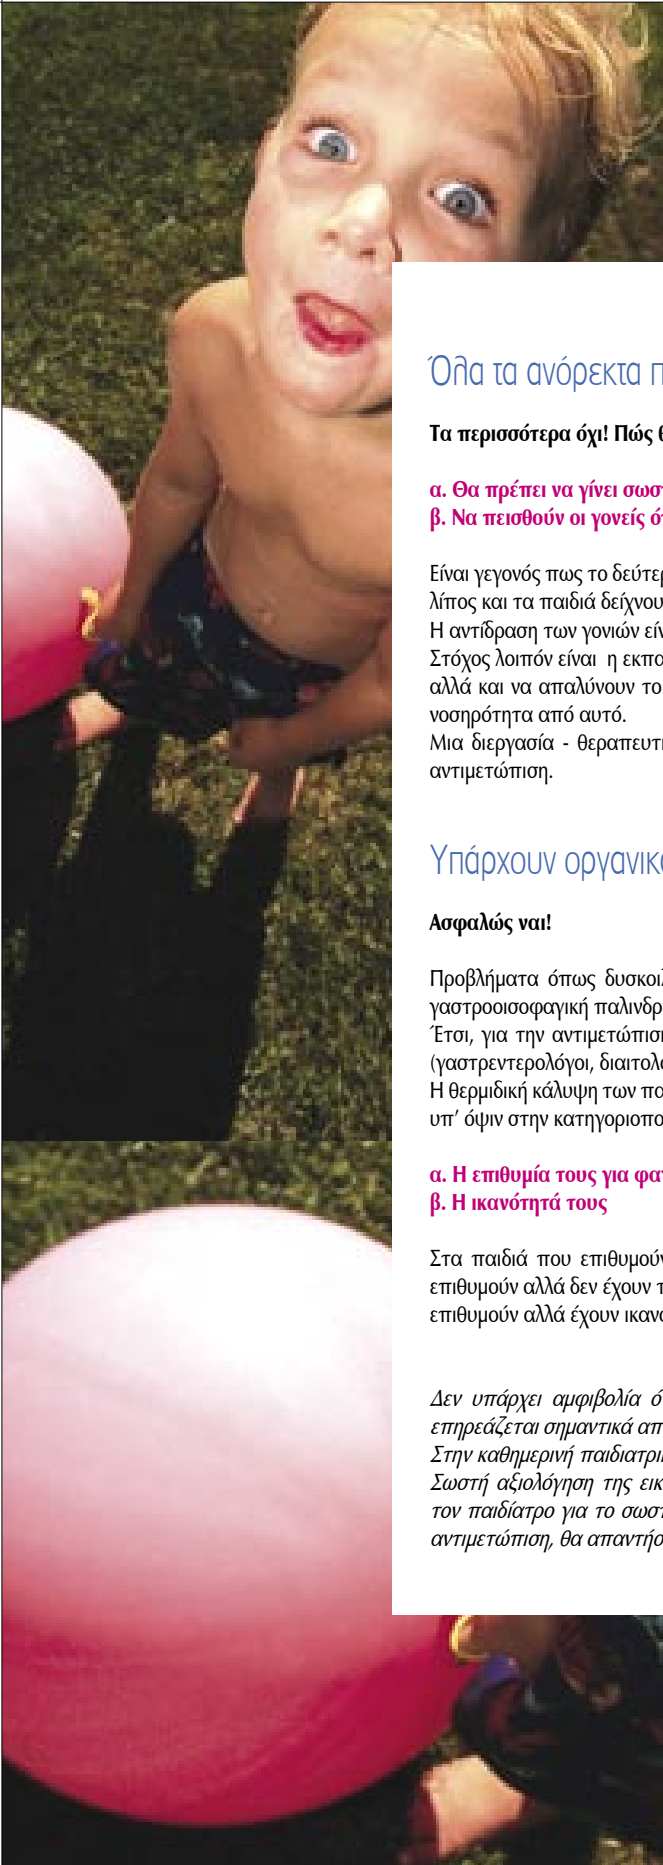 Όλα τα ανόρεκτα π
Τα περισσότερα όχι! Πώς θ
α. Θα πρέπει να γίνει σωσ
β. Να πεισθούν οι γονείς ό
Είναι γεγονός πως το δεύτε
λίπος και τα παιδιά δείχνου
Η αντίδραση των γονιών εί
Στόχος λοιπόν είναι η εκπα
αλλά και να απαλύνουν το
νοσηρότητα από αυτό.
Μια διεργασία - θεραπευτ
αντιμετώπιση.
Υπάρχουν οργανικ
Ασφαλώς ναι!
Προβλήματα όπως δυσκοι
γαστροοισοφαγική παλινδρ
Έτσι, για την αντιμετώπισ
(γαστρεντερολόγοι, διαιτολ
Η θερμιδική κάλυψη των πα
υπ' όψιν στην κατηγοριοπο
α. Η επιθυμία τους για φα
β. Η ικανότητά τους
Στα παιδιά που επιθυμούν
επιθυμούν αλλά δεν έχουν τ
επιθυμούν αλλά έχουν ικαν
Δεν υπάρχει αμφιβολία ό
επηρεάζεται σημαντικά απ
Στην καθημερινή παιδιατρι
Σωστή αξιολόγηση της εικ
τον παιδίατρο για το σωσ
αντιμετώπιση, θα απαντήσ